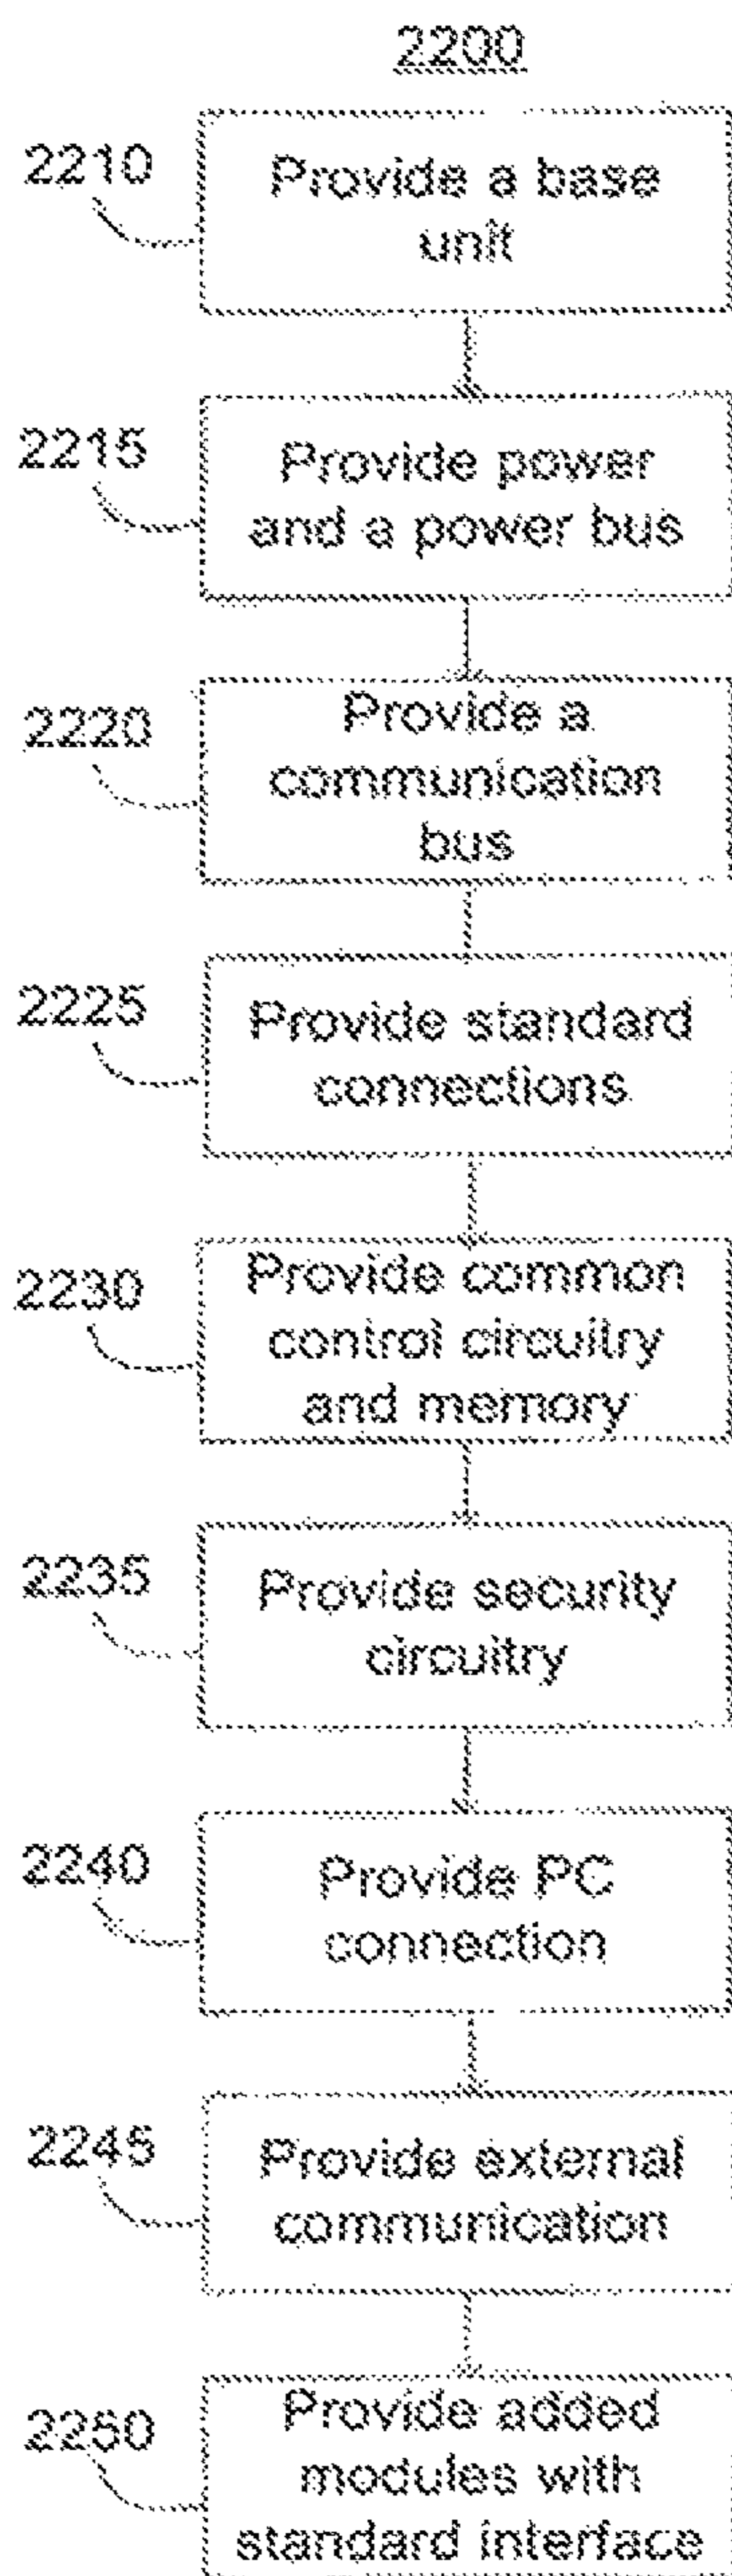 2200
2210
Provide a base
unit
2215
Provide power
and a power bus
2220
Provide a
communication
bus
2225
Provide standard
connections
2230
Provide common
control circuitry
and memory
2235
Provide security
circuitry
2240
Provide PC
connection
2245
Provide external
communication
2250
Provide added
modules with
standard interface